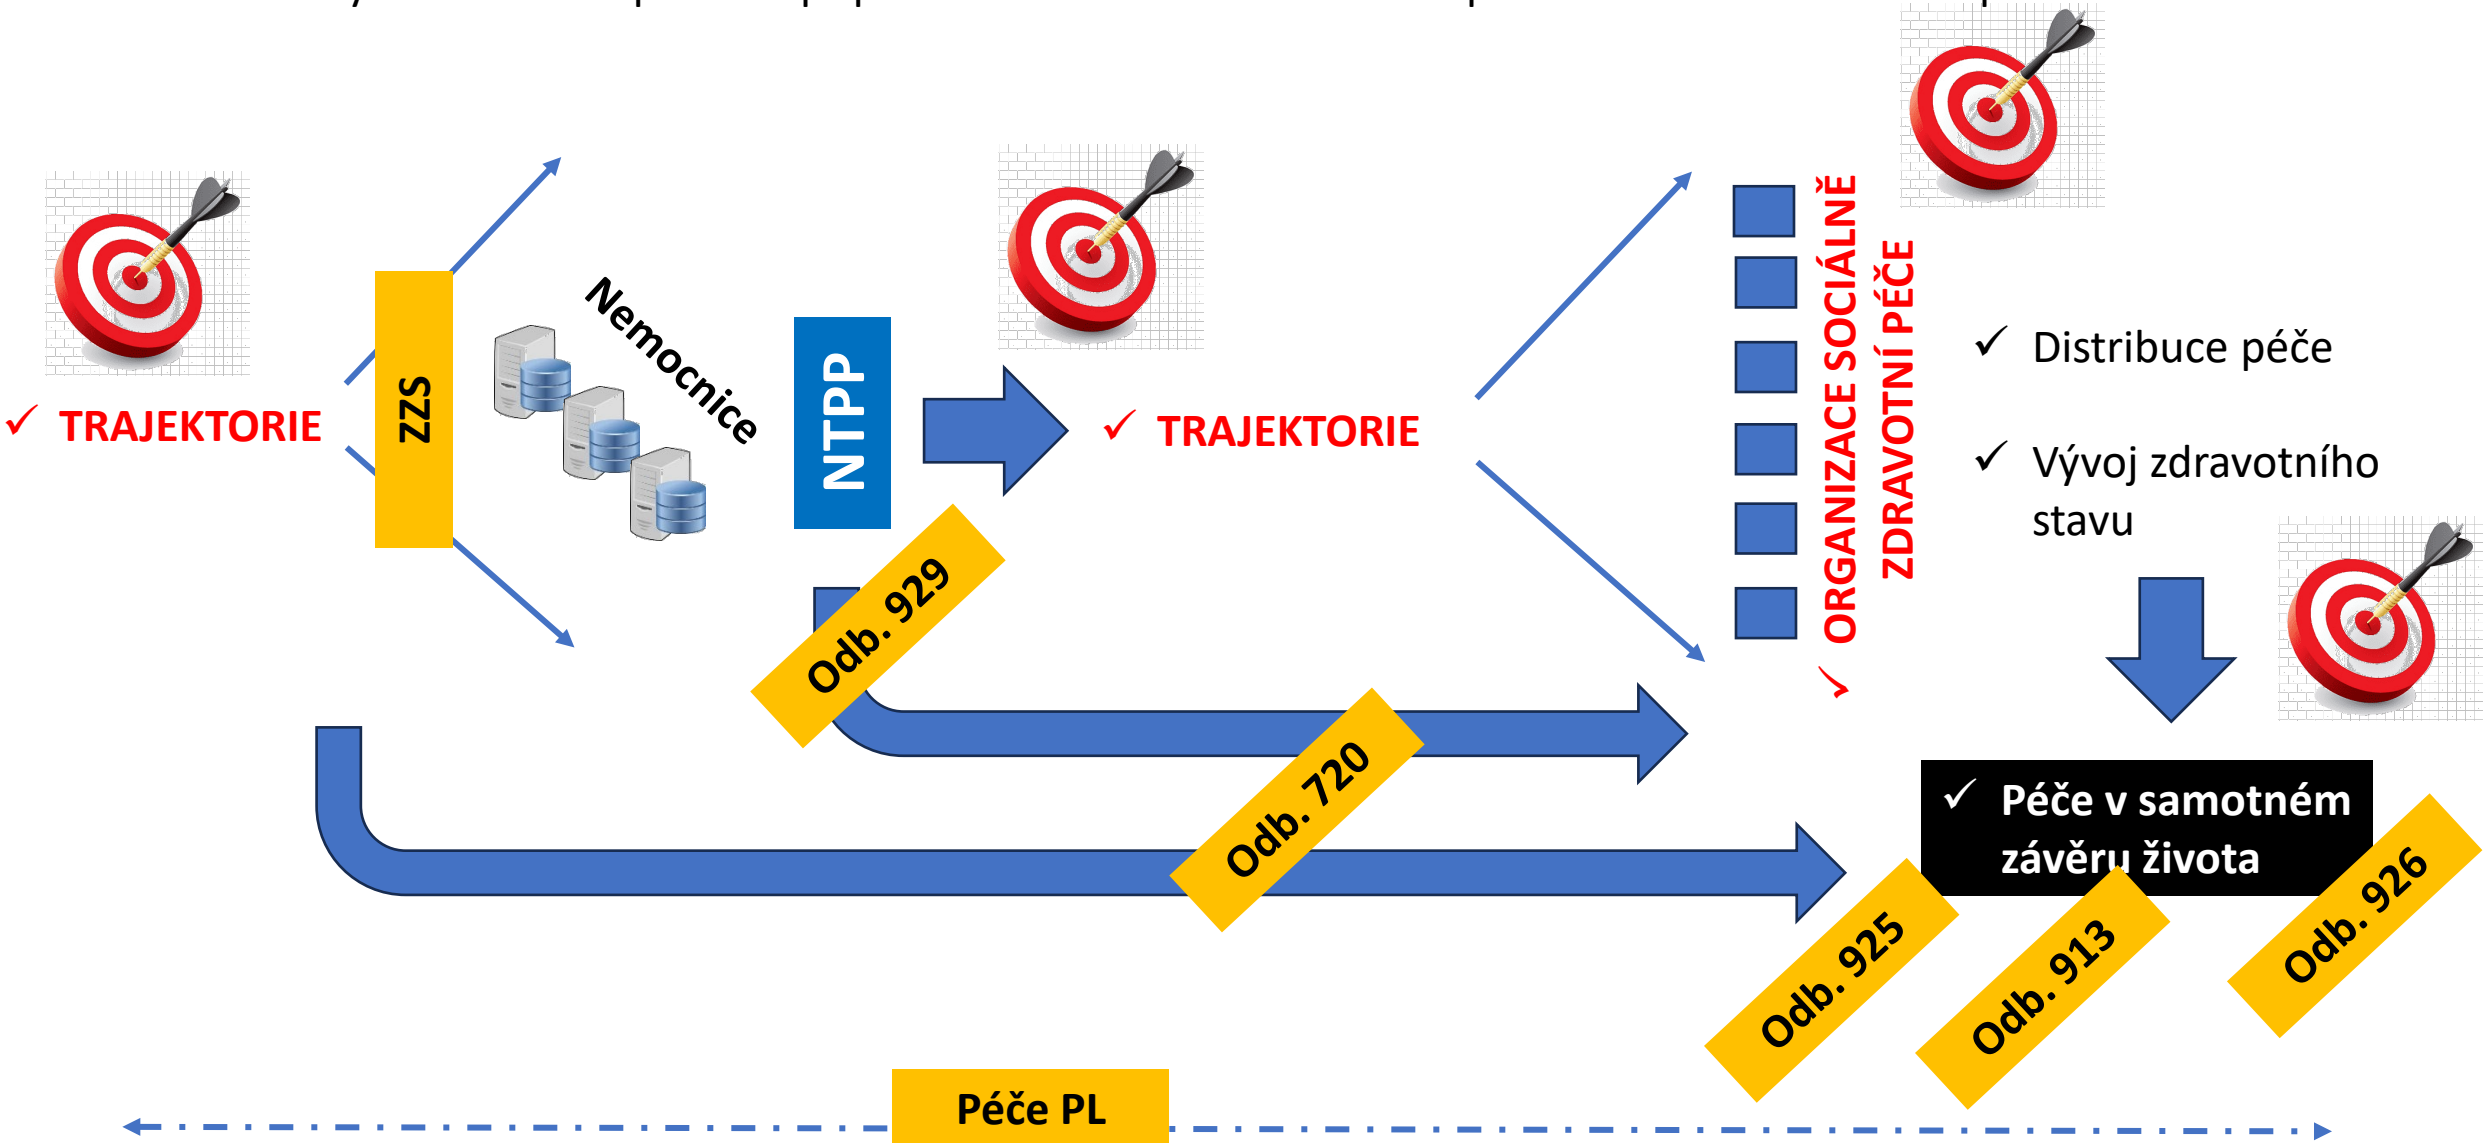 ✓ TRAJEKTORIE
ZZS
Nemocnice
NTPP
✓ TRAJEKTORIE
✓ ORGANIZACE SOCIÁLNĚ
ZDRAVOTNÍ PÉČE
✓ Distribuce péče
✓ Vývoj zdravotního
stavu
Odb. 929
Odb. 720
✓ Péče v samotném
závěru života
Odb. 925
Odb. 913
Odb. 926
Péče PL